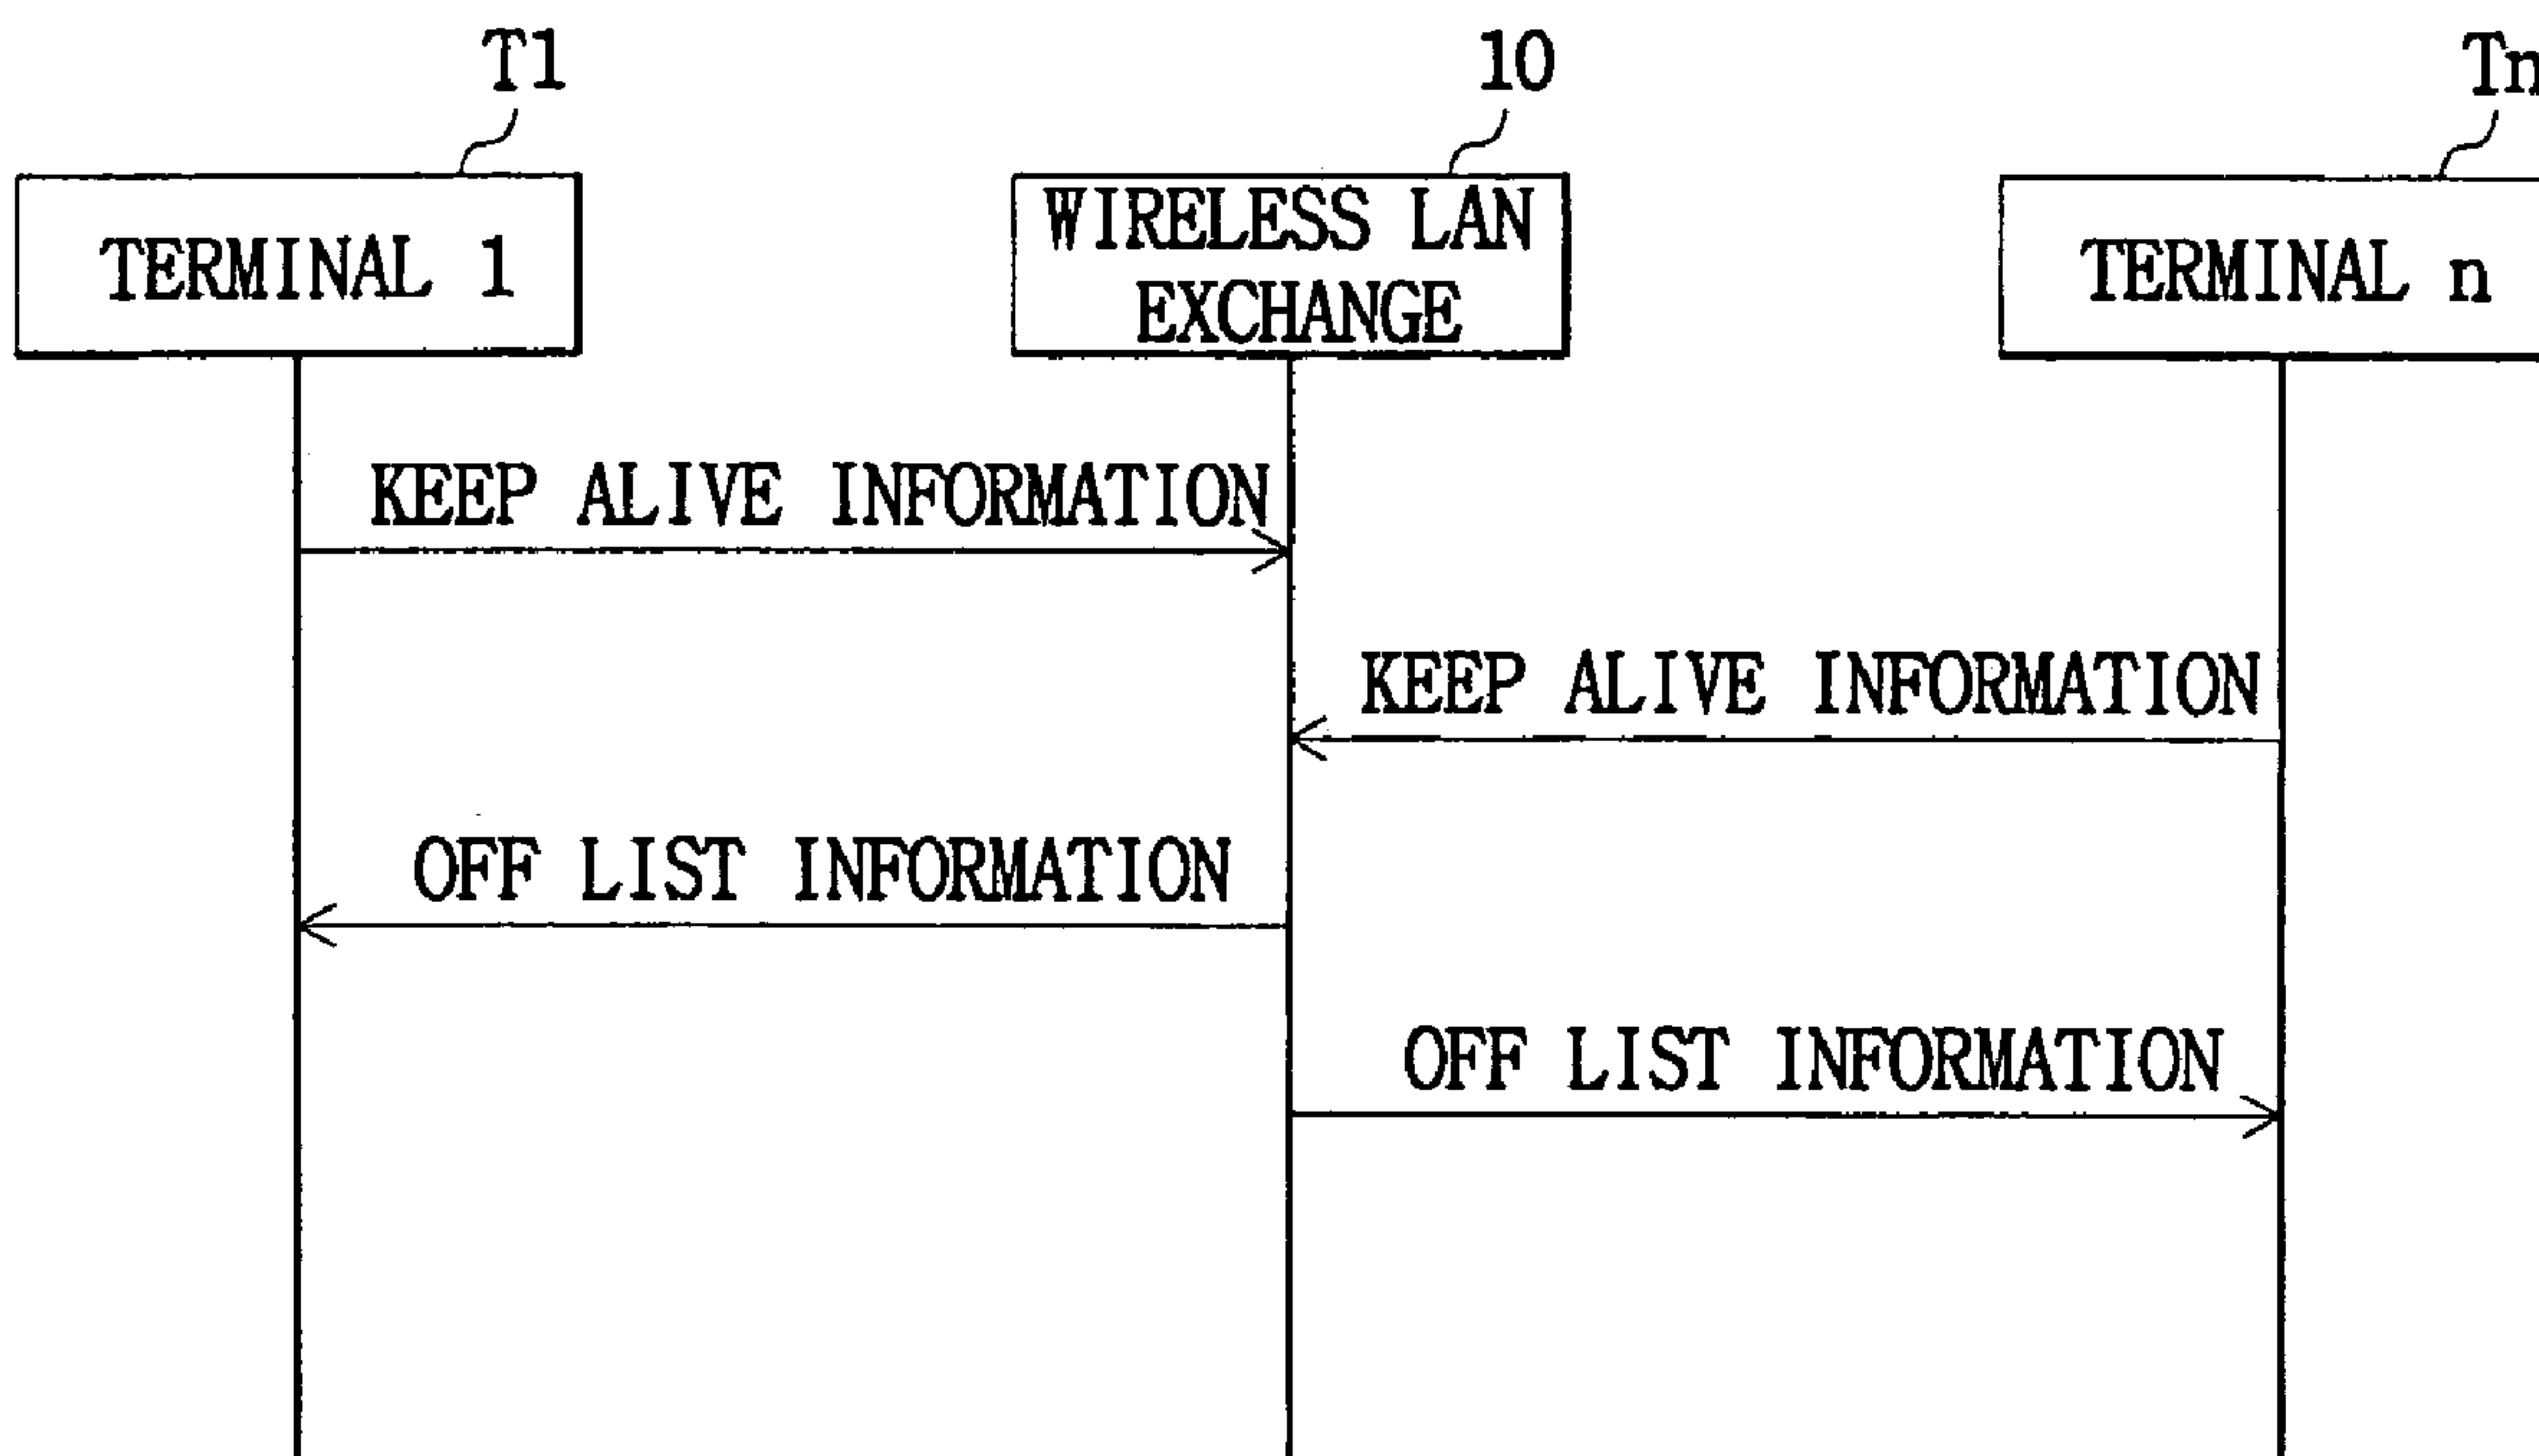 T1
10
Tn
TERMINAL 1
WIRELESS LAN
EXCHANGE
TERMINAL n
KEEP ALIVE INFORMATION
KEEP ALIVE INFORMATION
OFF LIST INFORMATION
OFF LIST INFORMATION